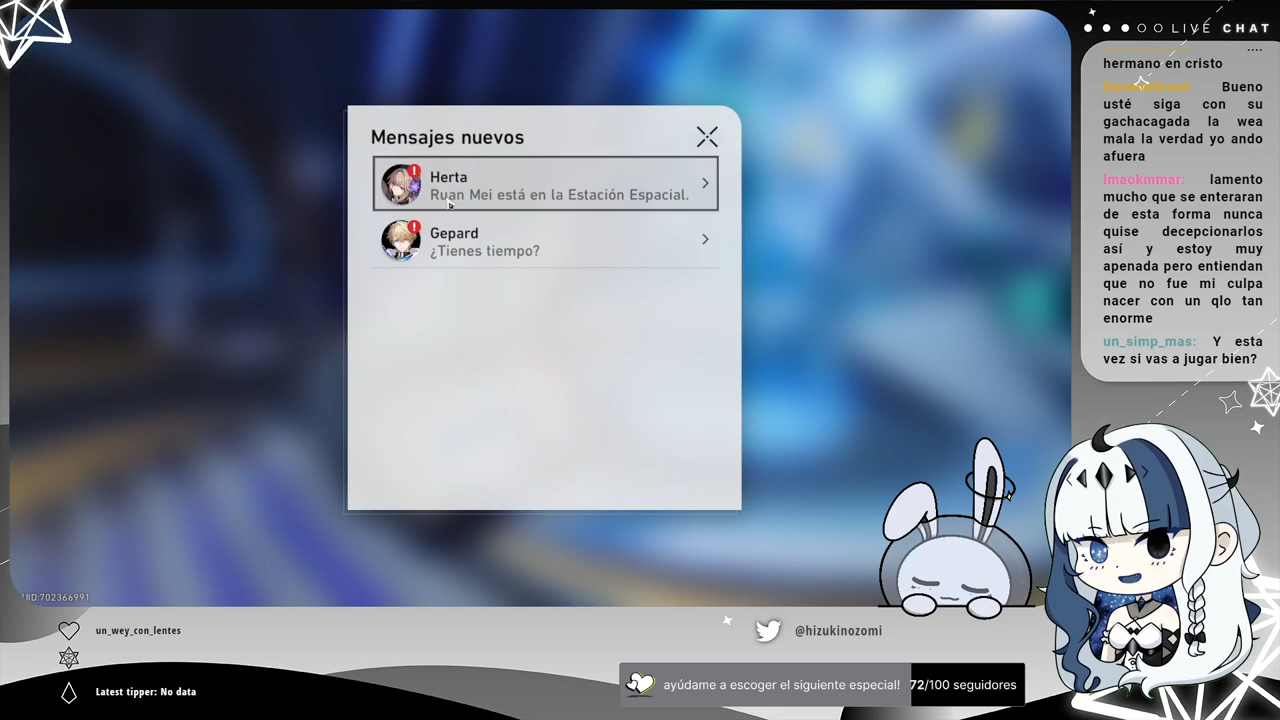 LIVE CHAT
hermano en cristo
Bueno
usté siga con su
gachacagada la wea
mala la verdad yo ando
afuera
lmaokmmar: lamento
mucho que se enteraran
de esta forma nunca
quise decepcionarlos
así y estoy muy
apenada pero entiendan
que no fue mi culpa
nacer con un qlo tan
enorme
un_simp_mas: Y esta
vez si vas a jugar bien?
Mensajes nuevos
Herta
Ruan Mei está en la Estación Espacial.
Gepard
¿Tienes tiempo?
UID:702366991
un_wey_con_lentes
Latest tipper: No data
@hizukinozomi
ayúdame a escoger el siguiente especial! 72/100 seguidores